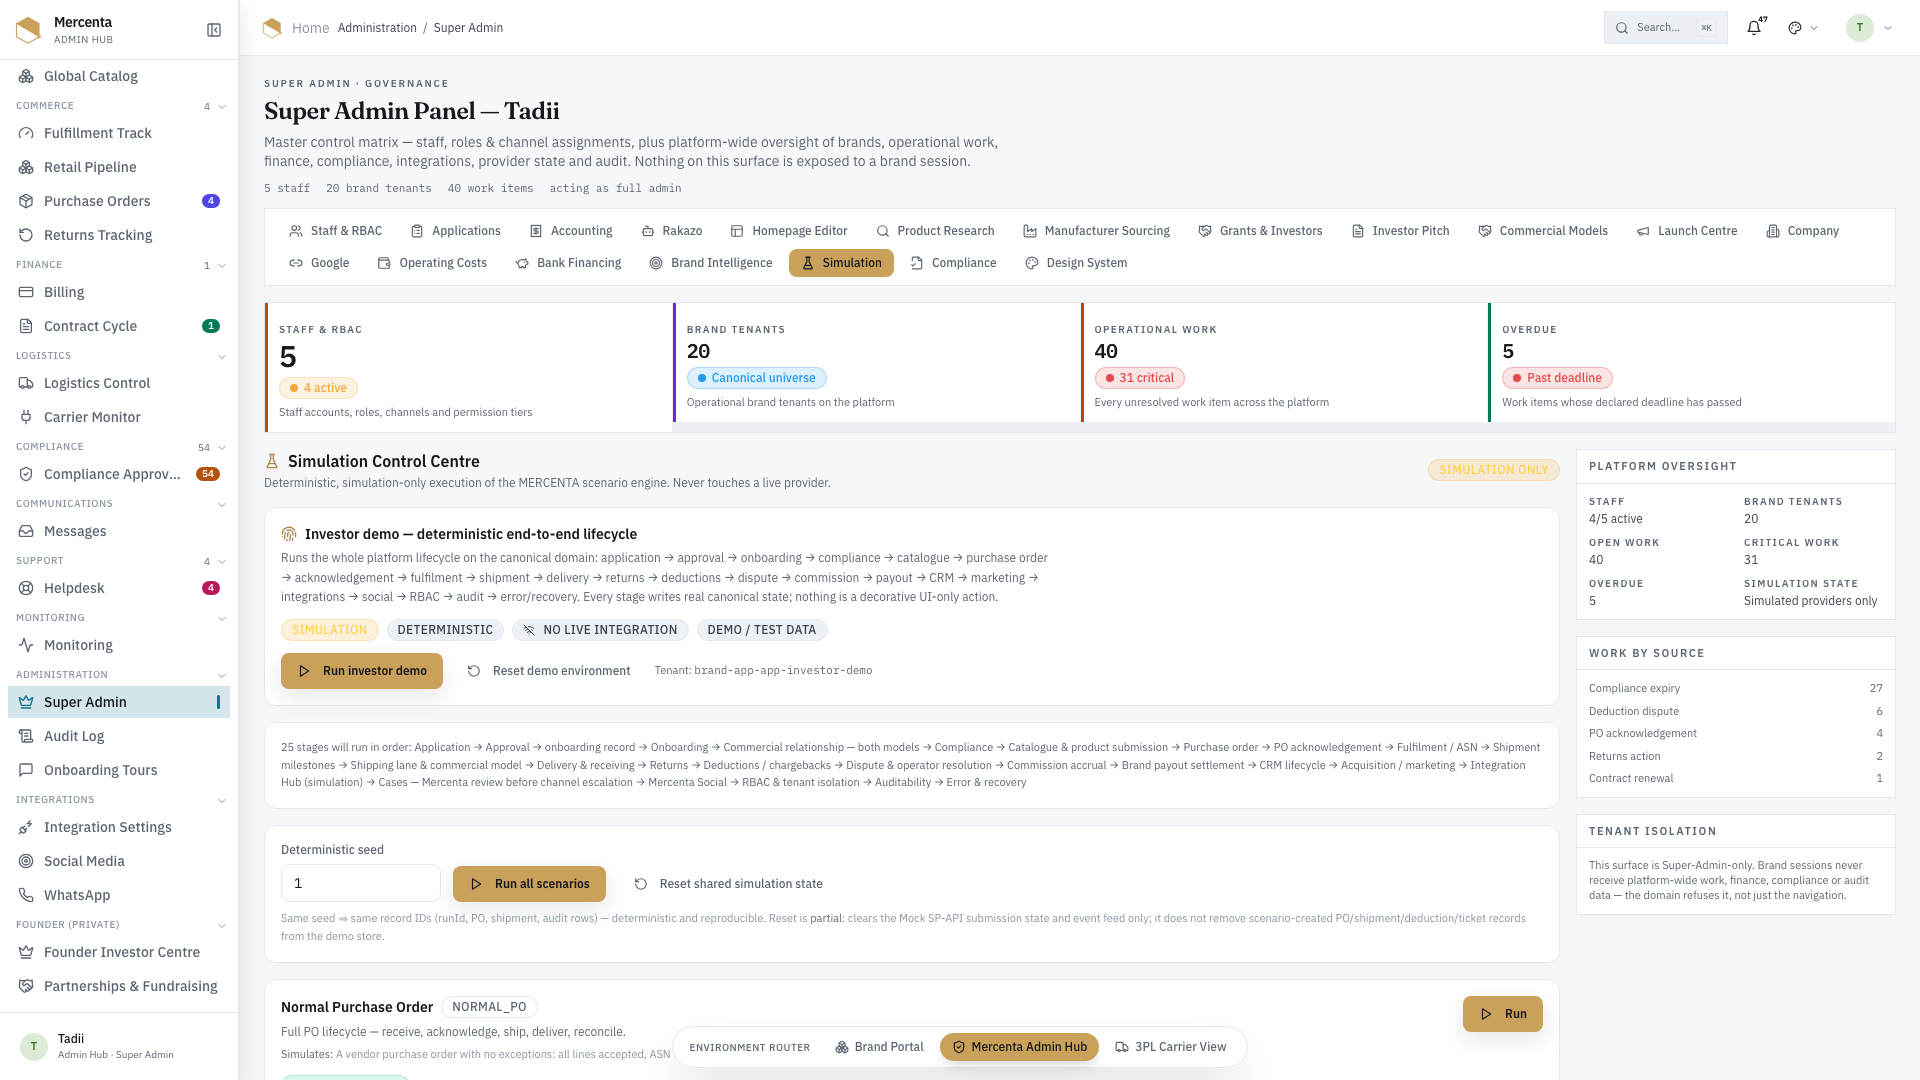 Mercenta
ADMIN HUB
Global Catalog
COMMERCE 4
Fulfillment Track
Retail Pipeline
Purchase Orders 4
Returns Tracking
FINANCE 1
Billing
Contract Cycle 1
LOGISTICS
Logistics Control
Carrier Monitor
COMPLIANCE 54
Compliance Approv... 54
COMMUNICATIONS
Messages
SUPPORT 4
Helpdesk 4
MONITORING
Monitoring
ADMINISTRATION
Super Admin
Audit Log
Onboarding Tours
INTEGRATIONS
Integration Settings
Social Media
WhatsApp
FOUNDER (PRIVATE)
Founder Investor Centre
Partnerships & Fundraising
T
Tadii
Admin Hub · Super Admin
Home Administration / Super Admin
Search... ⌘K
47
T
SUPER ADMIN · GOVERNANCE
Super Admin Panel — Tadii
Master control matrix — staff, roles & channel assignments, plus platform-wide oversight of brands, operational work,
finance, compliance, integrations, provider state and audit. Nothing on this surface is exposed to a brand session.
5 staff 20 brand tenants 40 work items acting as full admin
Staff & RBAC Applications Accounting Rakazo Homepage Editor Product Research Manufacturer Sourcing Grants & Investors Investor Pitch Commercial Models Launch Centre Company
Google Operating Costs Bank Financing Brand Intelligence Simulation Compliance Design System
STAFF & RBAC
5
4 active
Staff accounts, roles, channels and permission tiers
BRAND TENANTS
20
Canonical universe
Operational brand tenants on the platform
OPERATIONAL WORK
40
31 critical
Every unresolved work item across the platform
OVERDUE
5
Past deadline
Work items whose declared deadline has passed
Simulation Control Centre
Deterministic, simulation-only execution of the MERCENTA scenario engine. Never touches a live provider.
SIMULATION ONLY
Investor demo — deterministic end-to-end lifecycle
Runs the whole platform lifecycle on the canonical domain: application → approval → onboarding → compliance → catalogue → purchase order
→ acknowledgement → fulfilment → shipment → delivery → returns → deductions → dispute → commission → payout → CRM → marketing →
integrations → social → RBAC → audit → error/recovery. Every stage writes real canonical state; nothing is a decorative UI-only action.
SIMULATION DETERMINISTIC NO LIVE INTEGRATION DEMO / TEST DATA
Run investor demo Reset demo environment Tenant: brand-app-app-investor-demo
25 stages will run in order: Application → Approval → onboarding record → Onboarding → Commercial relationship — both models → Compliance → Catalogue & product submission → Purchase order → PO acknowledgement → Fulfilment / ASN → Shipment
milestones → Shipping lane & commercial model → Delivery & receiving → Returns → Deductions / chargebacks → Dispute & operator resolution → Commission accrual → Brand payout settlement → CRM lifecycle → Acquisition / marketing → Integration
Hub (simulation) → Cases — Mercenta review before channel escalation → Mercenta Social → RBAC & tenant isolation → Auditability → Error & recovery
Deterministic seed
1
Run all scenarios
Reset shared simulation state
Same seed ⇒ same record IDs (runId, PO, shipment, audit rows) — deterministic and reproducible. Reset is partial: clears the Mock SP-API submission state and event feed only; it does not remove scenario-created PO/shipment/deduction/ticket records
from the demo store.
Normal Purchase Order NORMAL_PO
Full PO lifecycle — receive, acknowledge, ship, deliver, reconcile.
Simulates: A vendor purchase order with no exceptions: all lines accepted, ASN
Run
ENVIRONMENT ROUTER Brand Portal Mercenta Admin Hub 3PL Carrier View
PLATFORM OVERSIGHT
STAFF BRAND TENANTS
4/5 active 20
OPEN WORK CRITICAL WORK
40 31
OVERDUE SIMULATION STATE
5 Simulated providers only
WORK BY SOURCE
Compliance expiry 27
Deduction dispute 6
PO acknowledgement 4
Returns action 2
Contract renewal 1
TENANT ISOLATION
This surface is Super-Admin-only. Brand sessions never
receive platform-wide work, finance, compliance or audit
data — the domain refuses it, not just the navigation.